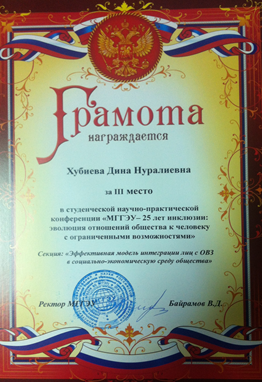 Грамота
награждается
Хубиева Дина Нуралиевна
за III место
в студенческой научно-практической
конференции «МГГЭУ– 25 лет инклюзии:
эволюция отношений общества к человеку
с ограниченными возможностями»
Секция: «Эффективная модель интеграции лиц с ОВЗ
в социально-экономическую среду общества»
Ректор МГГЭУ Байрамов В.Д.